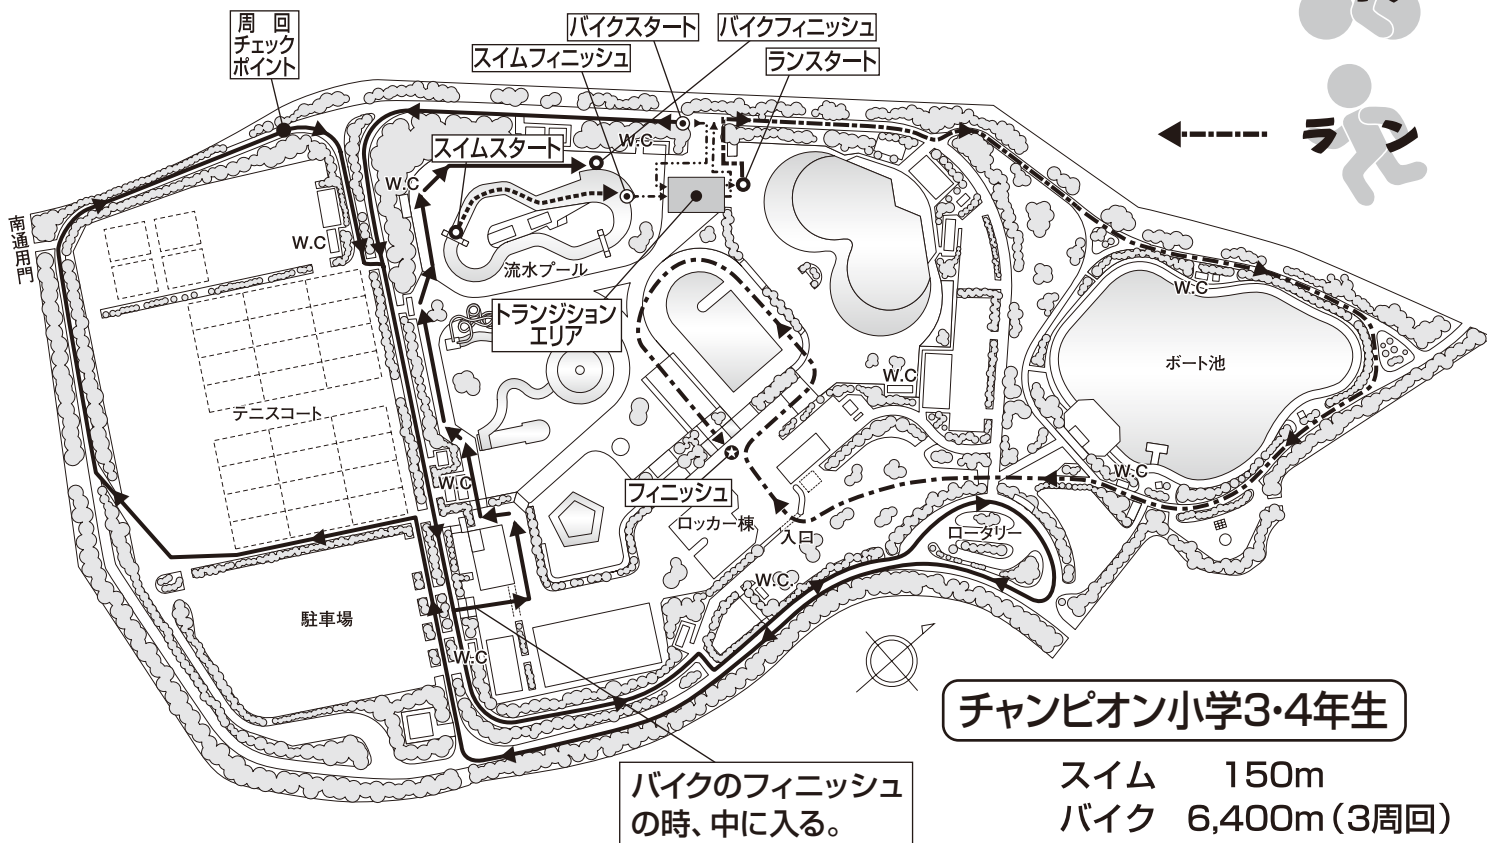 周回
チェック
ポイント
バイクスタート
バイクフィニッシュ
スイムフィニッシュ
ランスタート
スイムスタート
W.C
W.C
ラン
南通用門
W.C
流水プール
トランジション
エリア
W.C
ボート池
W.C
テニスコート
W.C
W.C
フィニッシュ
ロッカー棟
入口
ロータリー
W.C.
駐車場
W.C
チャンピオン小学3・4年生
バイクのフィニッシュ
の時、中に入る。
スイム 150m
バイク 6,400m（3周回）